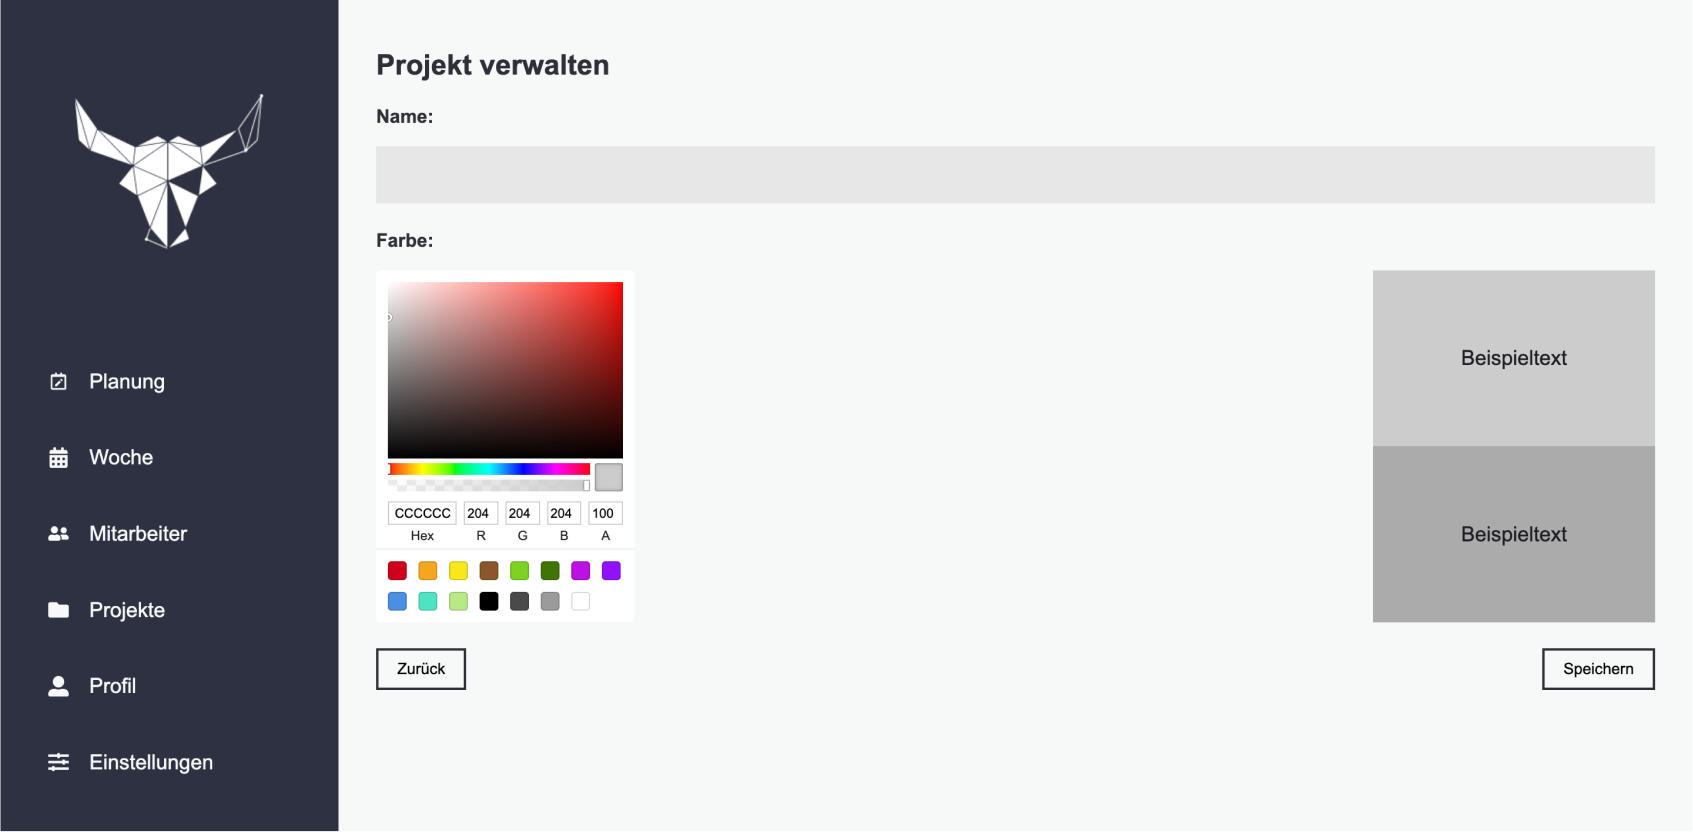 Projekt verwalten
Name:
Farbe:
CCCCCC 204 204 204 100
Hex R G B A
Beispieltext
Beispieltext
Zurück
Speichern
Planung
Woche
Mitarbeiter
Projekte
Profil
Einstellungen